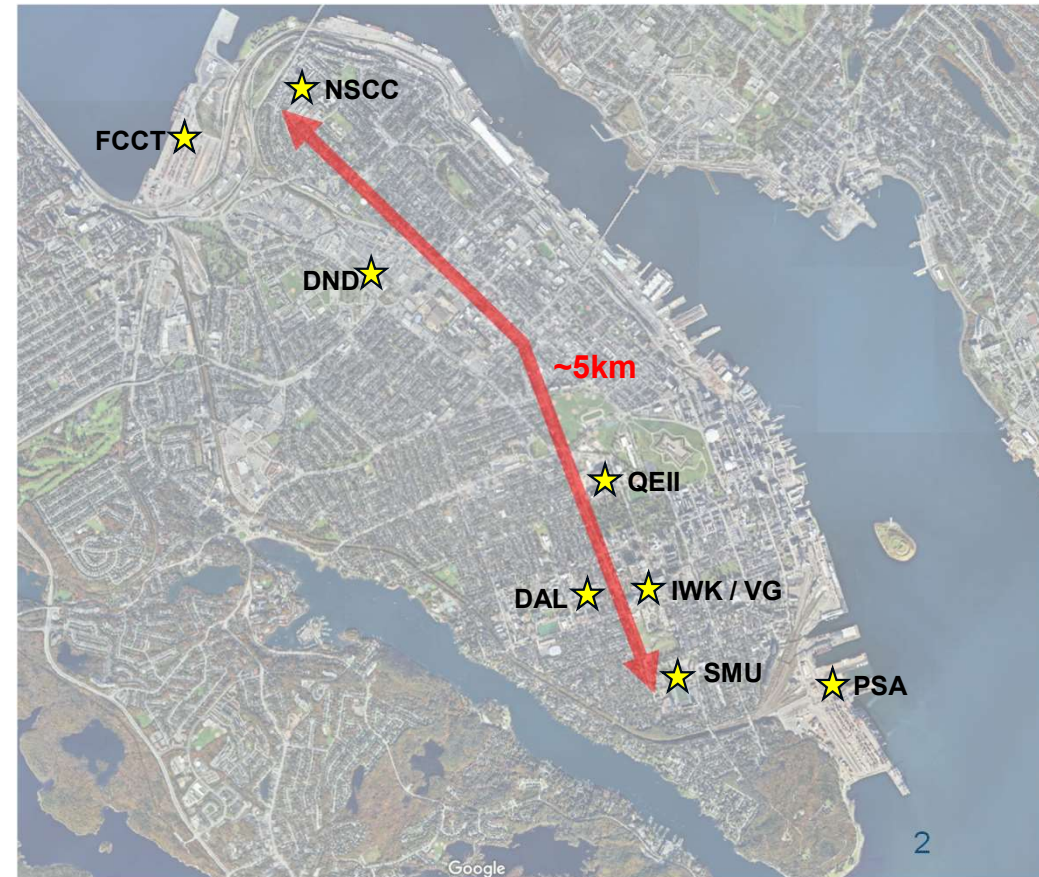 NSCC
FCCT
DND
~5km
QEII
DAL
IWK / VG
SMU
PSA
2
Google